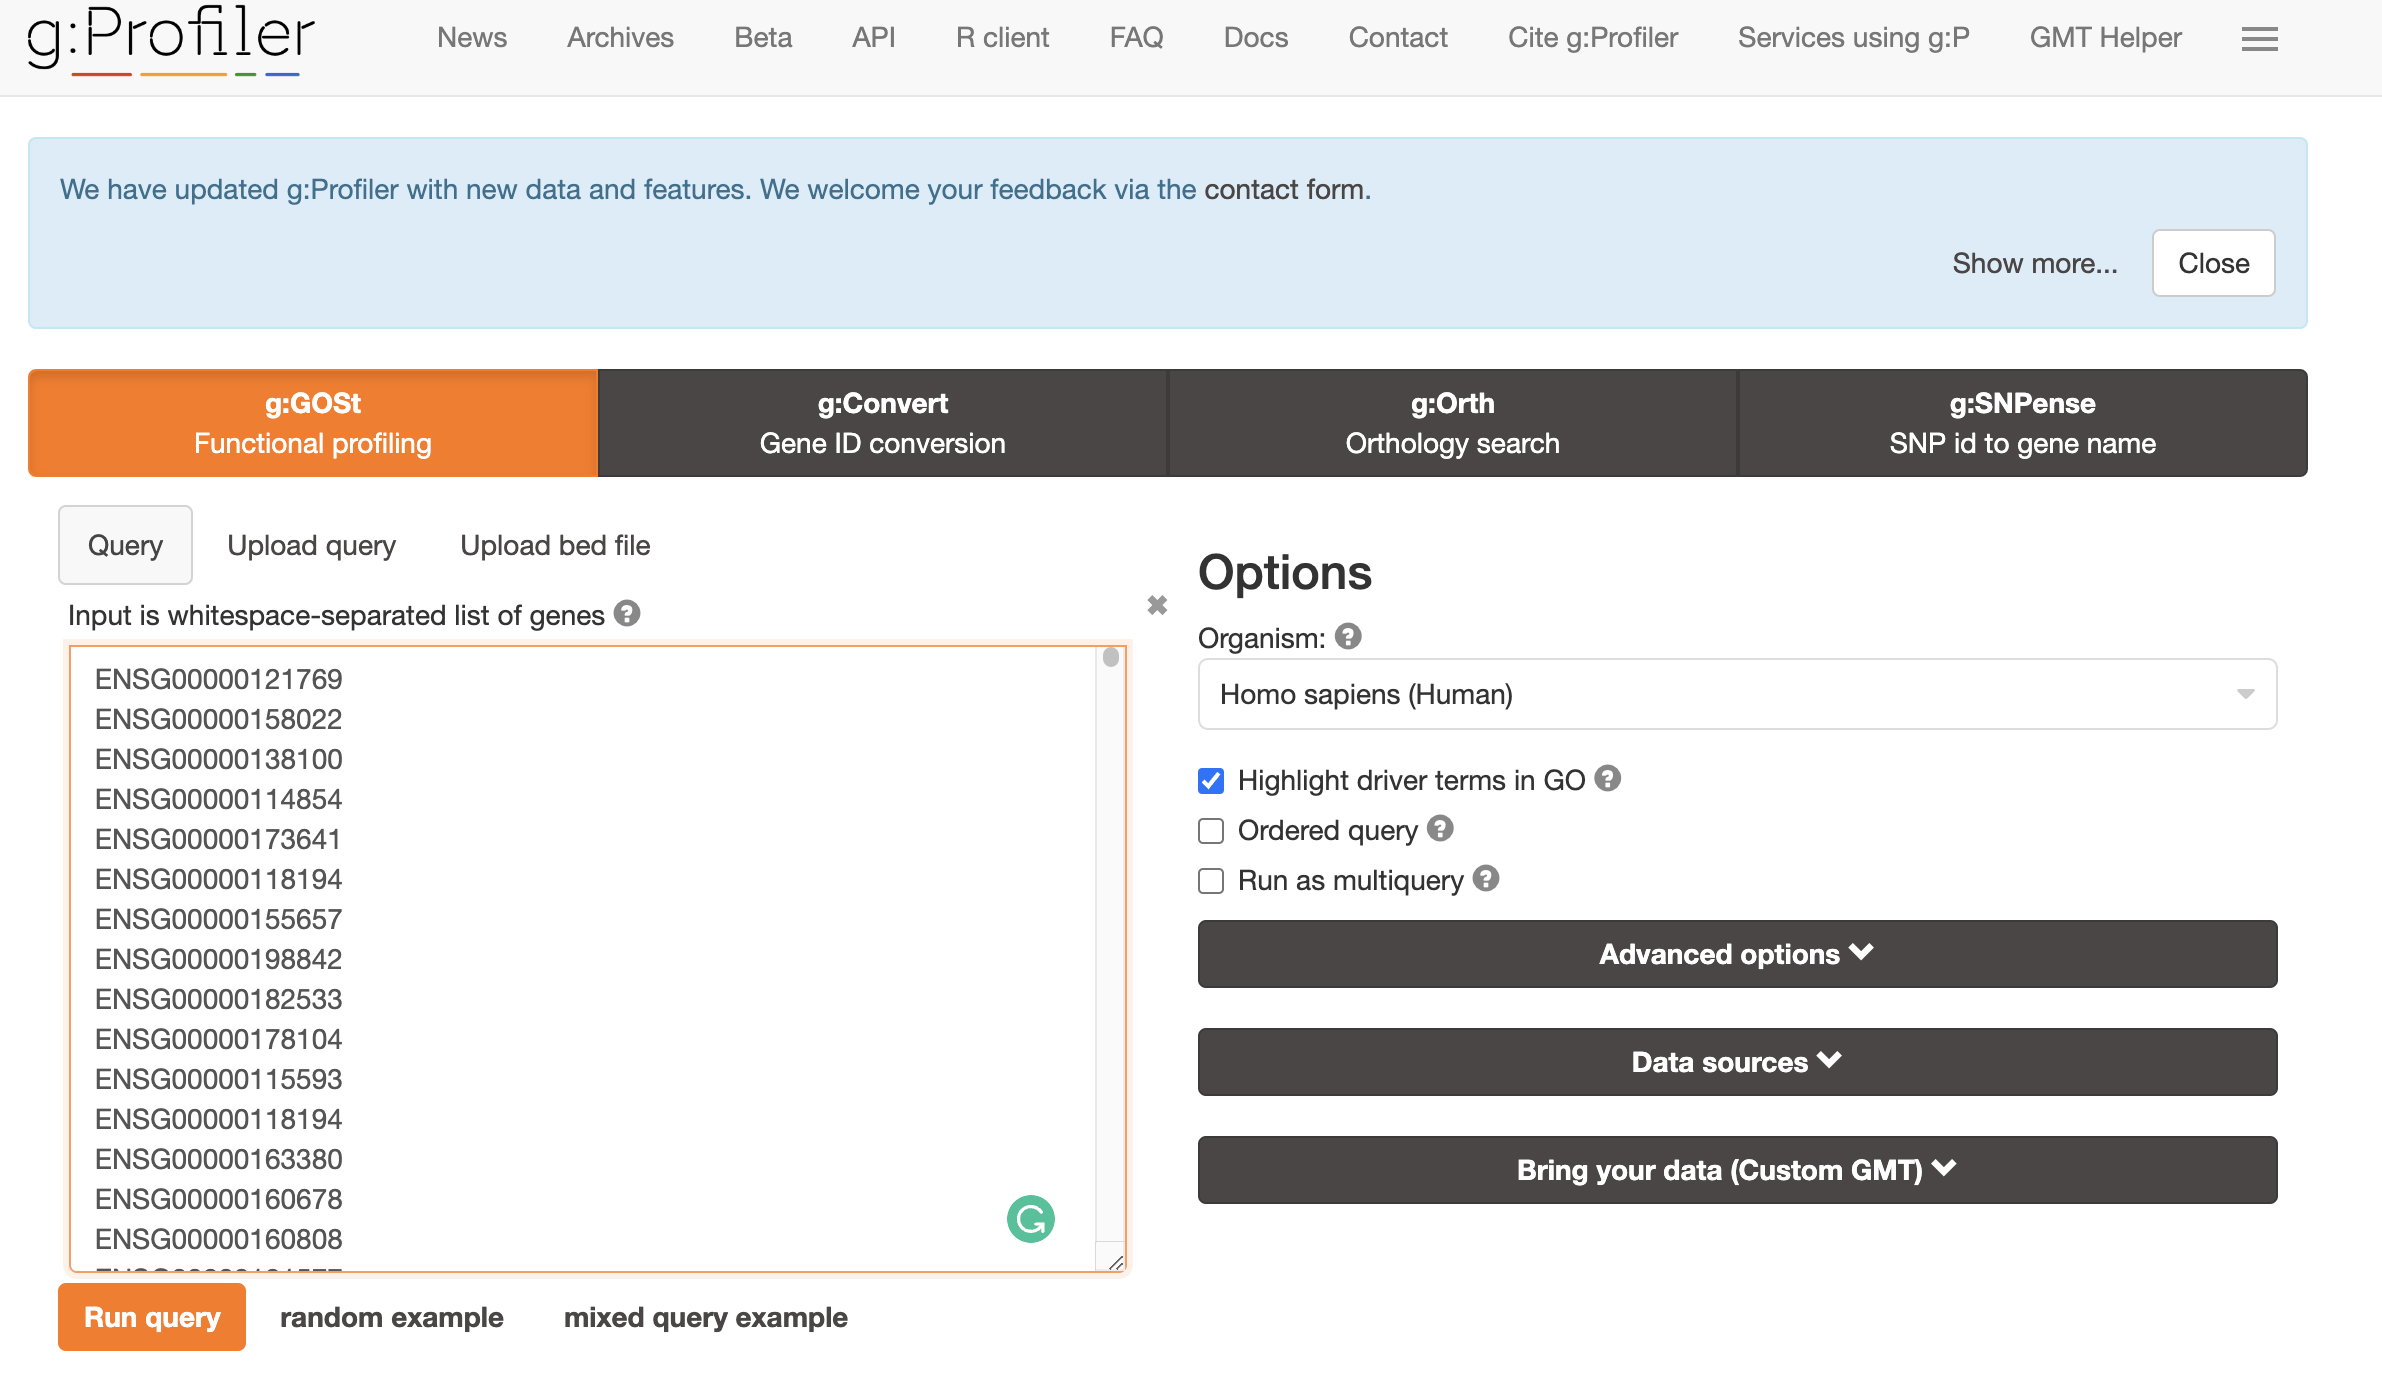 g:Profiler
News Archives Beta API R client FAQ Docs Contact Cite g:Profiler Services using g:P GMT Helper
We have updated g:Profiler with new data and features. We welcome your feedback via the contact form.
Show more... Close
g:GOSt
Functional profiling
g:Convert
Gene ID conversion
g:Orth
Orthology search
g:SNPense
SNP id to gene name
Query Upload query Upload bed file
Input is whitespace-separated list of genes
ENSG00000121769
ENSG00000158022
ENSG00000138100
ENSG00000114854
ENSG00000173641
ENSG00000118194
ENSG00000155657
ENSG00000198842
ENSG00000182533
ENSG00000178104
ENSG00000115593
ENSG00000118194
ENSG00000163380
ENSG00000160678
ENSG00000160808
Run query random example mixed query example
Options
Organism:
Homo sapiens (Human)
Highlight driver terms in GO
Ordered query
Run as multiquery
Advanced options
Data sources
Bring your data (Custom GMT)